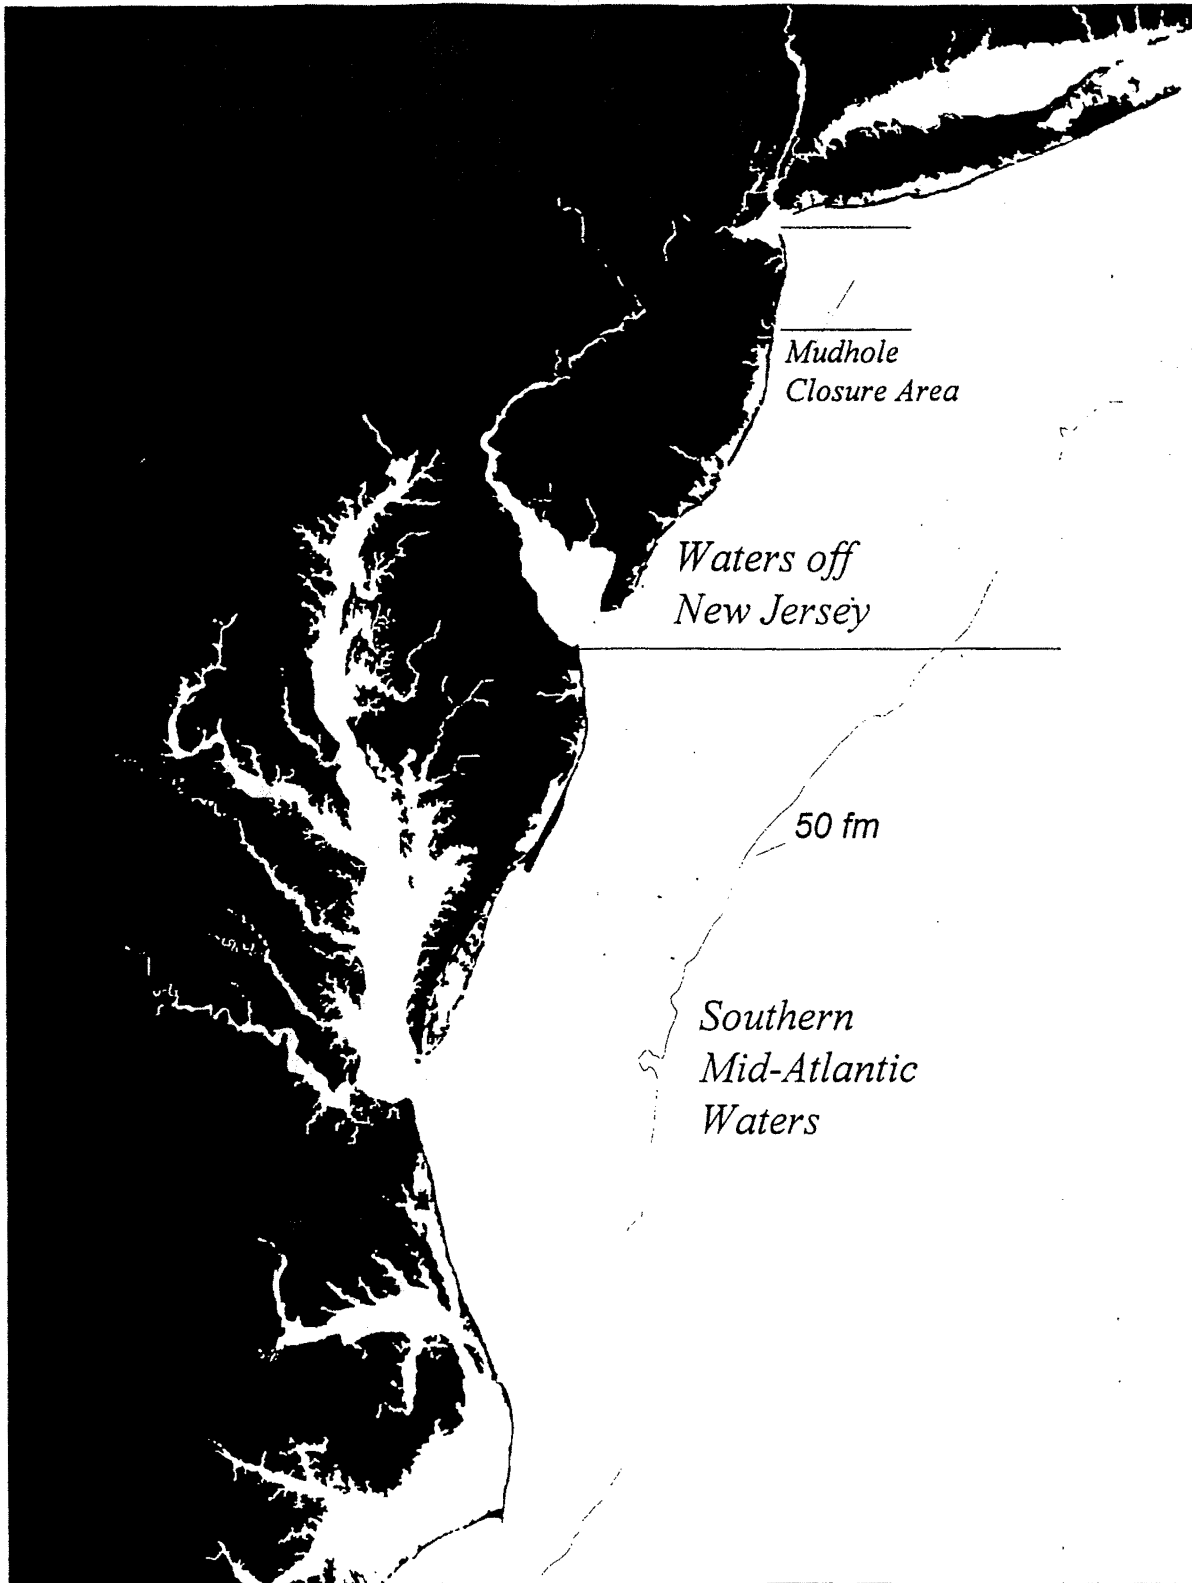 Mudhole
Closure Area
Waters off
New Jersey
50 fm
Southern
Mid-Atlantic
Waters